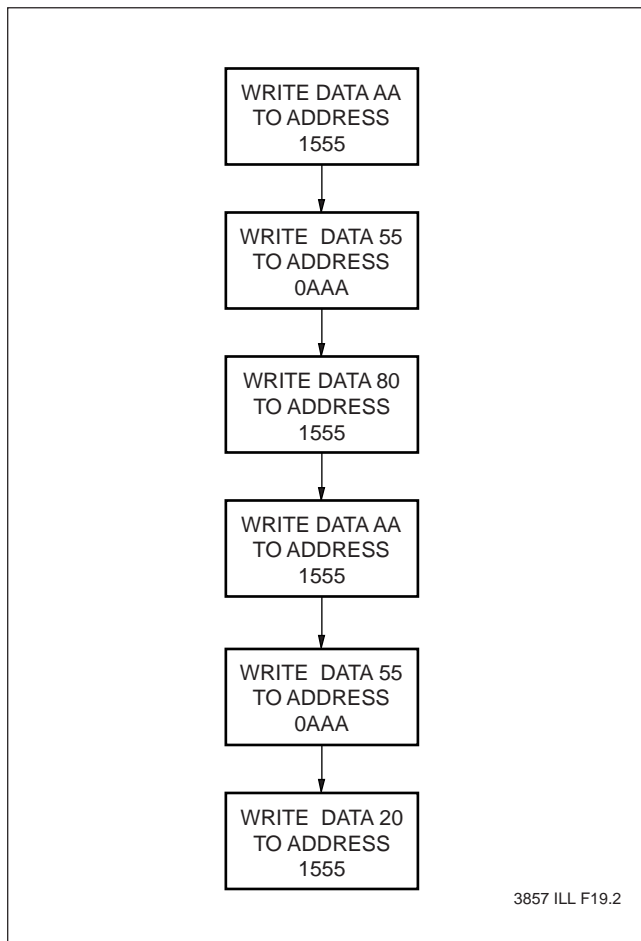 WRITE DATA AA
TO ADDRESS
1555
WRITE DATA 55
TO ADDRESS
0AAA
WRITE DATA 80
TO ADDRESS
1555
WRITE DATA AA
TO ADDRESS
1555
WRITE DATA 55
TO ADDRESS
0AAA
WRITE DATA 20
TO ADDRESS
1555
3857 ILL F19.2